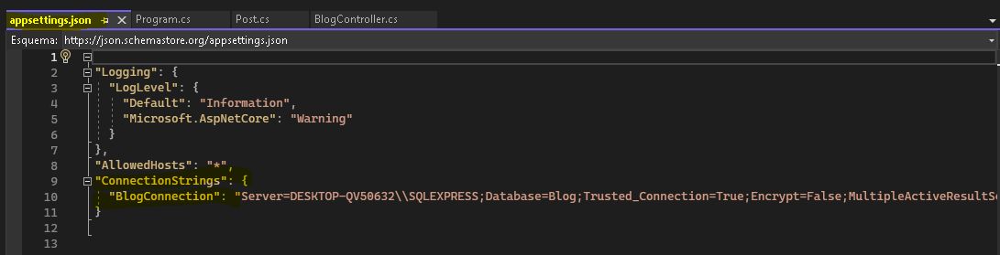 appsettings.json Program.cs Post.cs BlogController.cs
Esquema: https://json.schemastore.org/appsettings.json
1
2 "Logging": {
3 "LogLevel": {
4 "Default": "Information",
5 "Microsoft.AspNetCore": "Warning"
6 }
7 },
8 "AllowedHosts": "*",
9 "ConnectionStrings": {
10 "BlogConnection": "Server=DESKTOP-QV50632\\SQLEXPRESS;Database=Blog;Trusted_Connection=True;Encrypt=False;MultipleActiveResultS
11 }
12
13